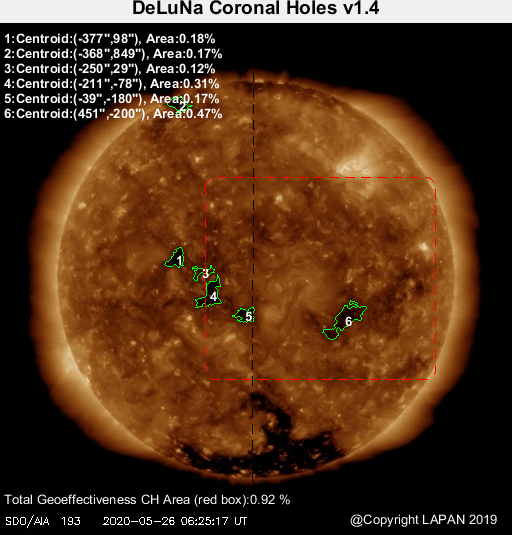 DeLuNa Coronal Holes v1.4
1:Centroid:(-377",98"), Area:0.18%
2:Centroid:(-368",849"), Area:0.17%
3:Centroid:(-250",29"), Area:0.12%
4:Centroid:(-211",-78"), Area:0.31%
5:Centroid:(-39",-180"), Area:0.17%
6:Centroid:(451",-200"), Area:0.47%
2
1
3
4
5
6
Total Geoeffectiveness CH Area (red box):0.92 %
SDO/AIA 193 2020-05-26 06:25:17 UT
@Copyright LAPAN 2019